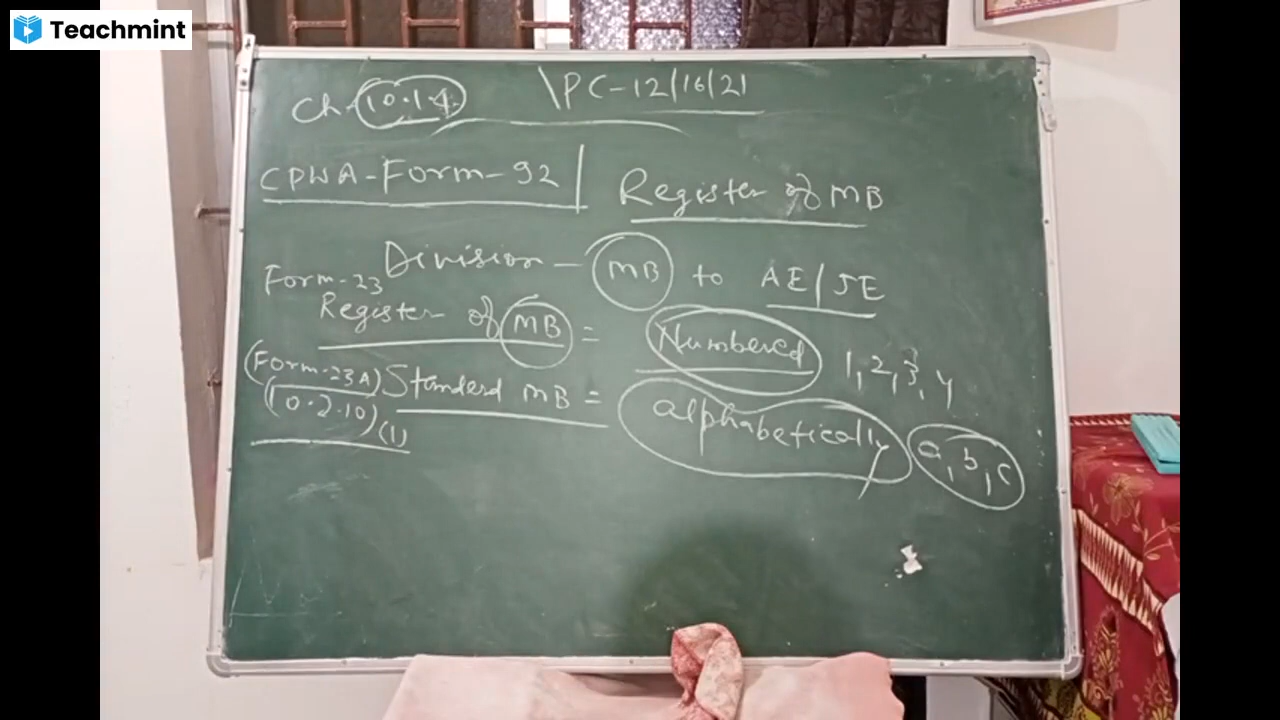 Teachmint
Ch. 10.1.4 \PC-12/16/21
CPWA-Form-92 | Register of MB
Division - MB to AE/JE
Form-23
Register of MB = Numbered 1, 2, 3, 4
(Form-23A) Standerd MB = alphabetically a, b, c
(10.2.10) (1)